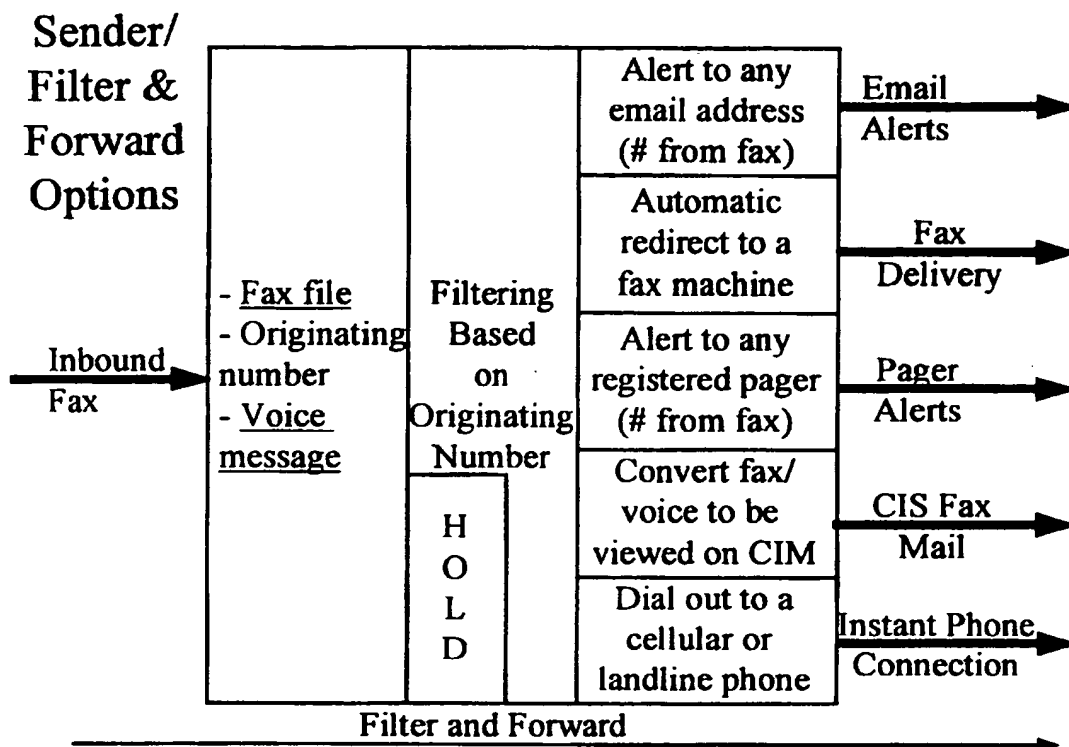 Sender/
Filter &
Forward
Options
Inbound
Fax
- Fax file
- Originating
number
- Voice
message
Filtering
Based
on
Originating
Number
H
O
L
D
Alert to any
email address
(# from fax)
Automatic
redirect to a
fax machine
Alert to any
registered pager
(# from fax)
Convert fax/
voice to be
viewed on CIM
Dial out to a
cellular or
landline phone
Email
Alerts
Fax
Delivery
Pager
Alerts
CIS Fax
Mail
Instant Phone
Connection
Filter and Forward